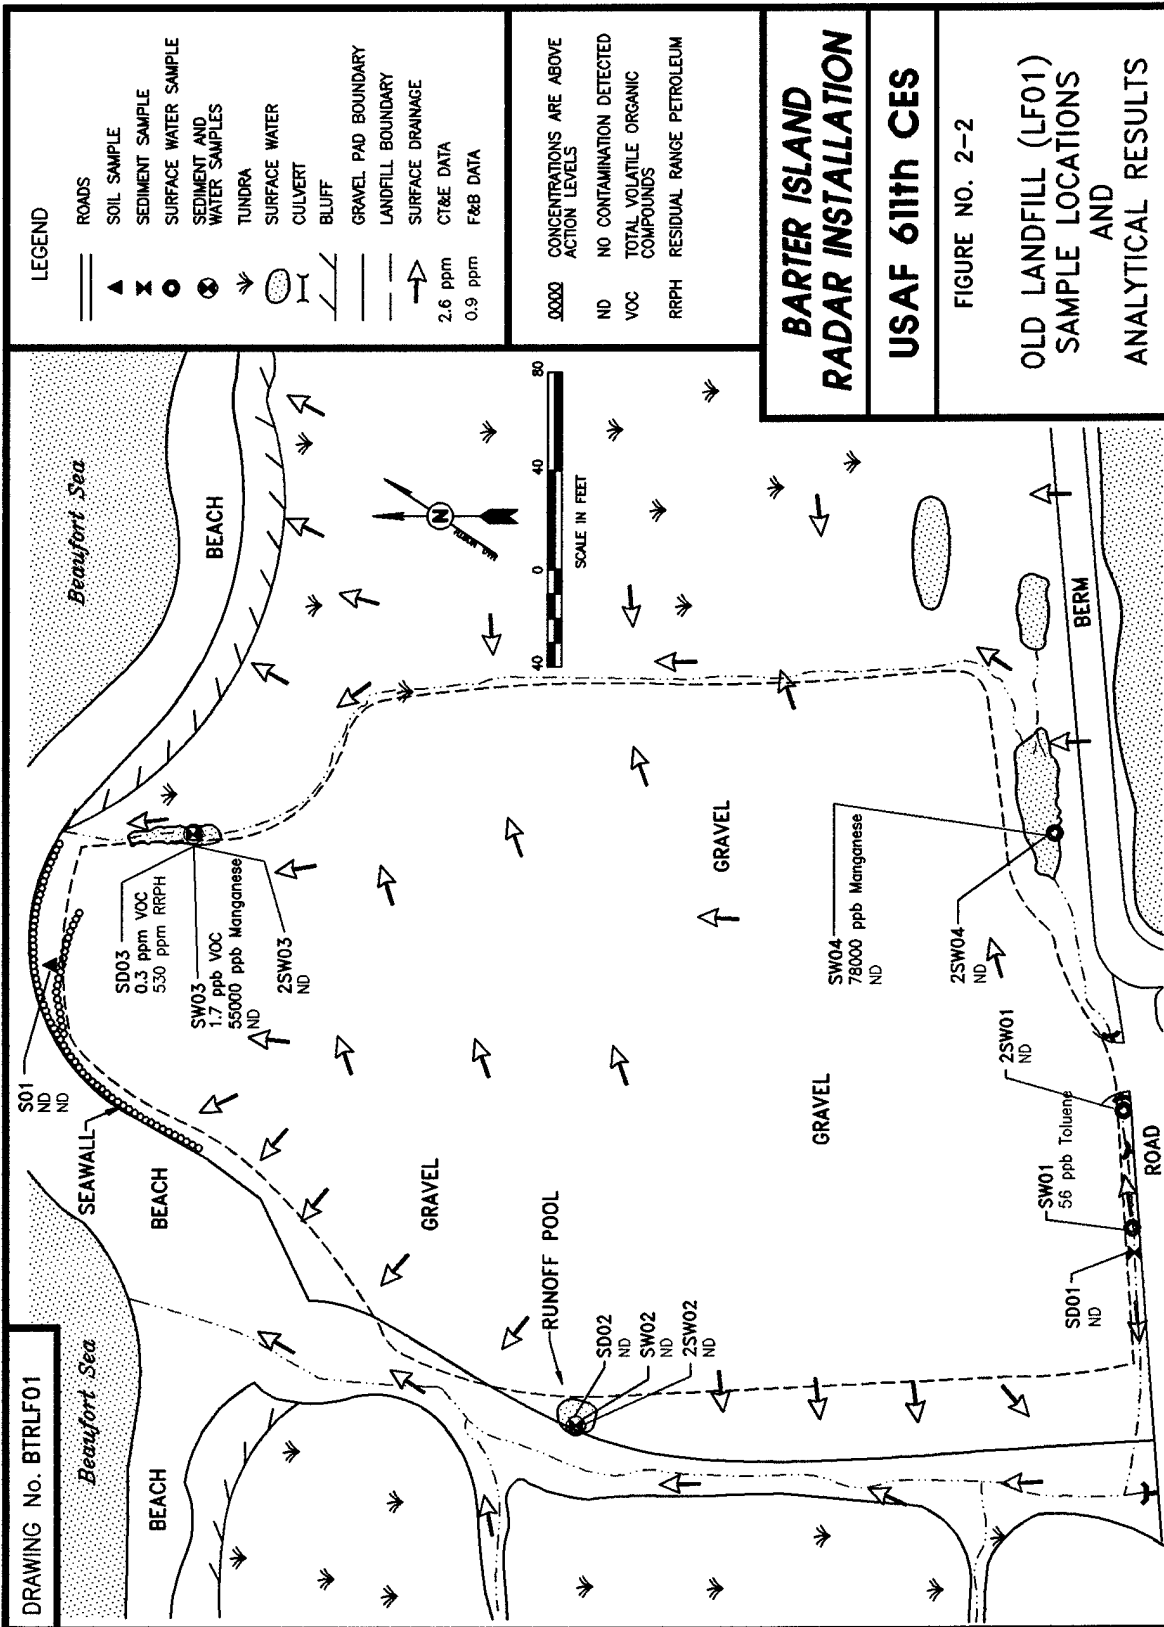 DRAWING No. BTRLF01
Beaufort Sea
Beaufort Sea
BEACH
BEACH
BEACH
SEAWALL
S01
ND
ND
SD03
0.3 ppm VOC
530 ppm RRPH
SW03
1.7 ppb VOC
55000 ppb Manganese
ND
2SW03
ND
GRAVEL
RUNOFF POOL
SD02
ND
SW02
ND
2SW02
ND
GRAVEL
GRAVEL
SW04
78000 ppb Manganese
ND
2SW04
ND
2SW01
ND
SW01
56 ppb Toluene
SD01
ND
ROAD
BERM
N
40
0
40
80
SCALE IN FEET
LEGEND
ROADS
SOIL SAMPLE
SEDIMENT SAMPLE
SURFACE WATER SAMPLE
SEDIMENT AND
WATER SAMPLES
TUNDRA
SURFACE WATER
CULVERT
BLUFF
GRAVEL PAD BOUNDARY
LANDFILL BOUNDARY
SURFACE DRAINAGE
2.6 ppm CT&E DATA
0.9 ppm F&B DATA
0000 CONCENTRATIONS ARE ABOVE
ACTION LEVELS
ND NO CONTAMINATION DETECTED
VOC TOTAL VOLATILE ORGANIC
COMPOUNDS
RRPH RESIDUAL RANGE PETROLEUM
BARTER ISLAND
RADAR INSTALLATION
USAF 611th CES
FIGURE NO. 2-2
OLD LANDFILL (LF01)
SAMPLE LOCATIONS
AND
ANALYTICAL RESULTS